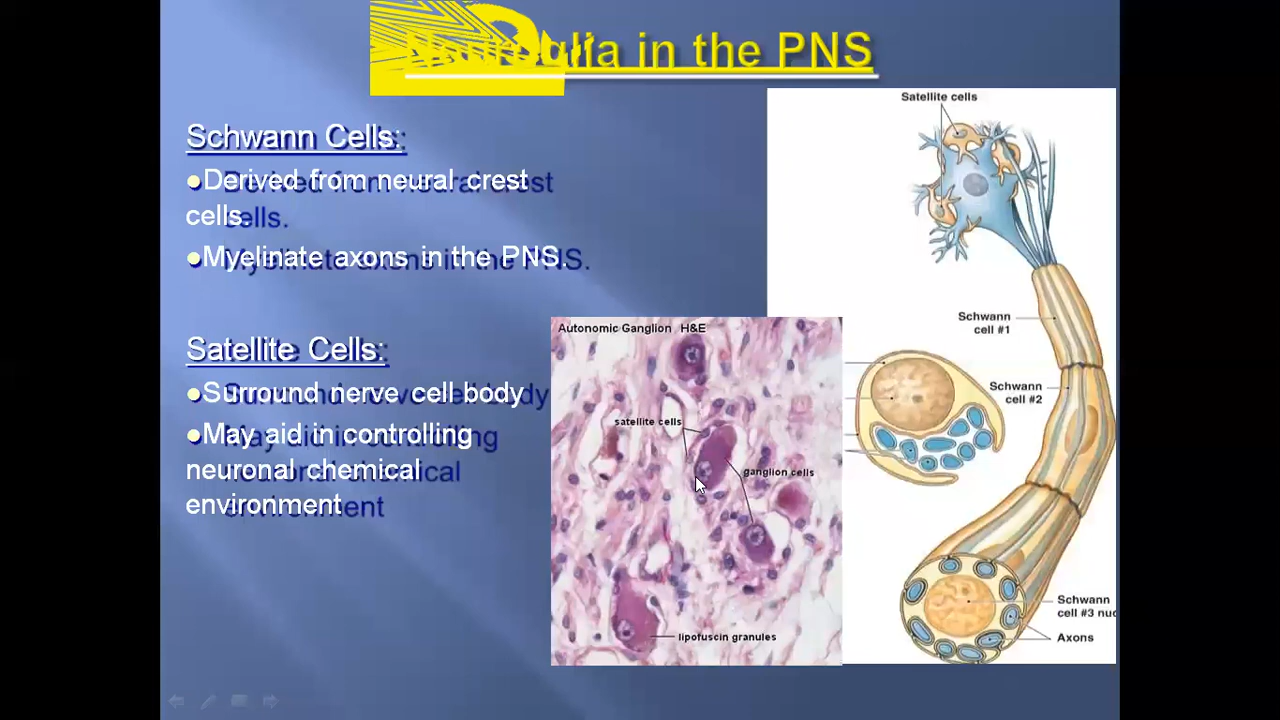 Neuroglia in the PNS
Schwann Cells:
●Derived from neural crest
cells.
●Myelinate axons in the PNS.
Satellite Cells:
●Surround nerve cell body
●May aid in controlling
neuronal chemical
environment
Autonomic Ganglion H&E
satellite cells
ganglion cells
lipofuscin granules
Satellite cells
Schwann
cell #1
Schwann
cell #2
Schwann
cell #3 nuc
Axons